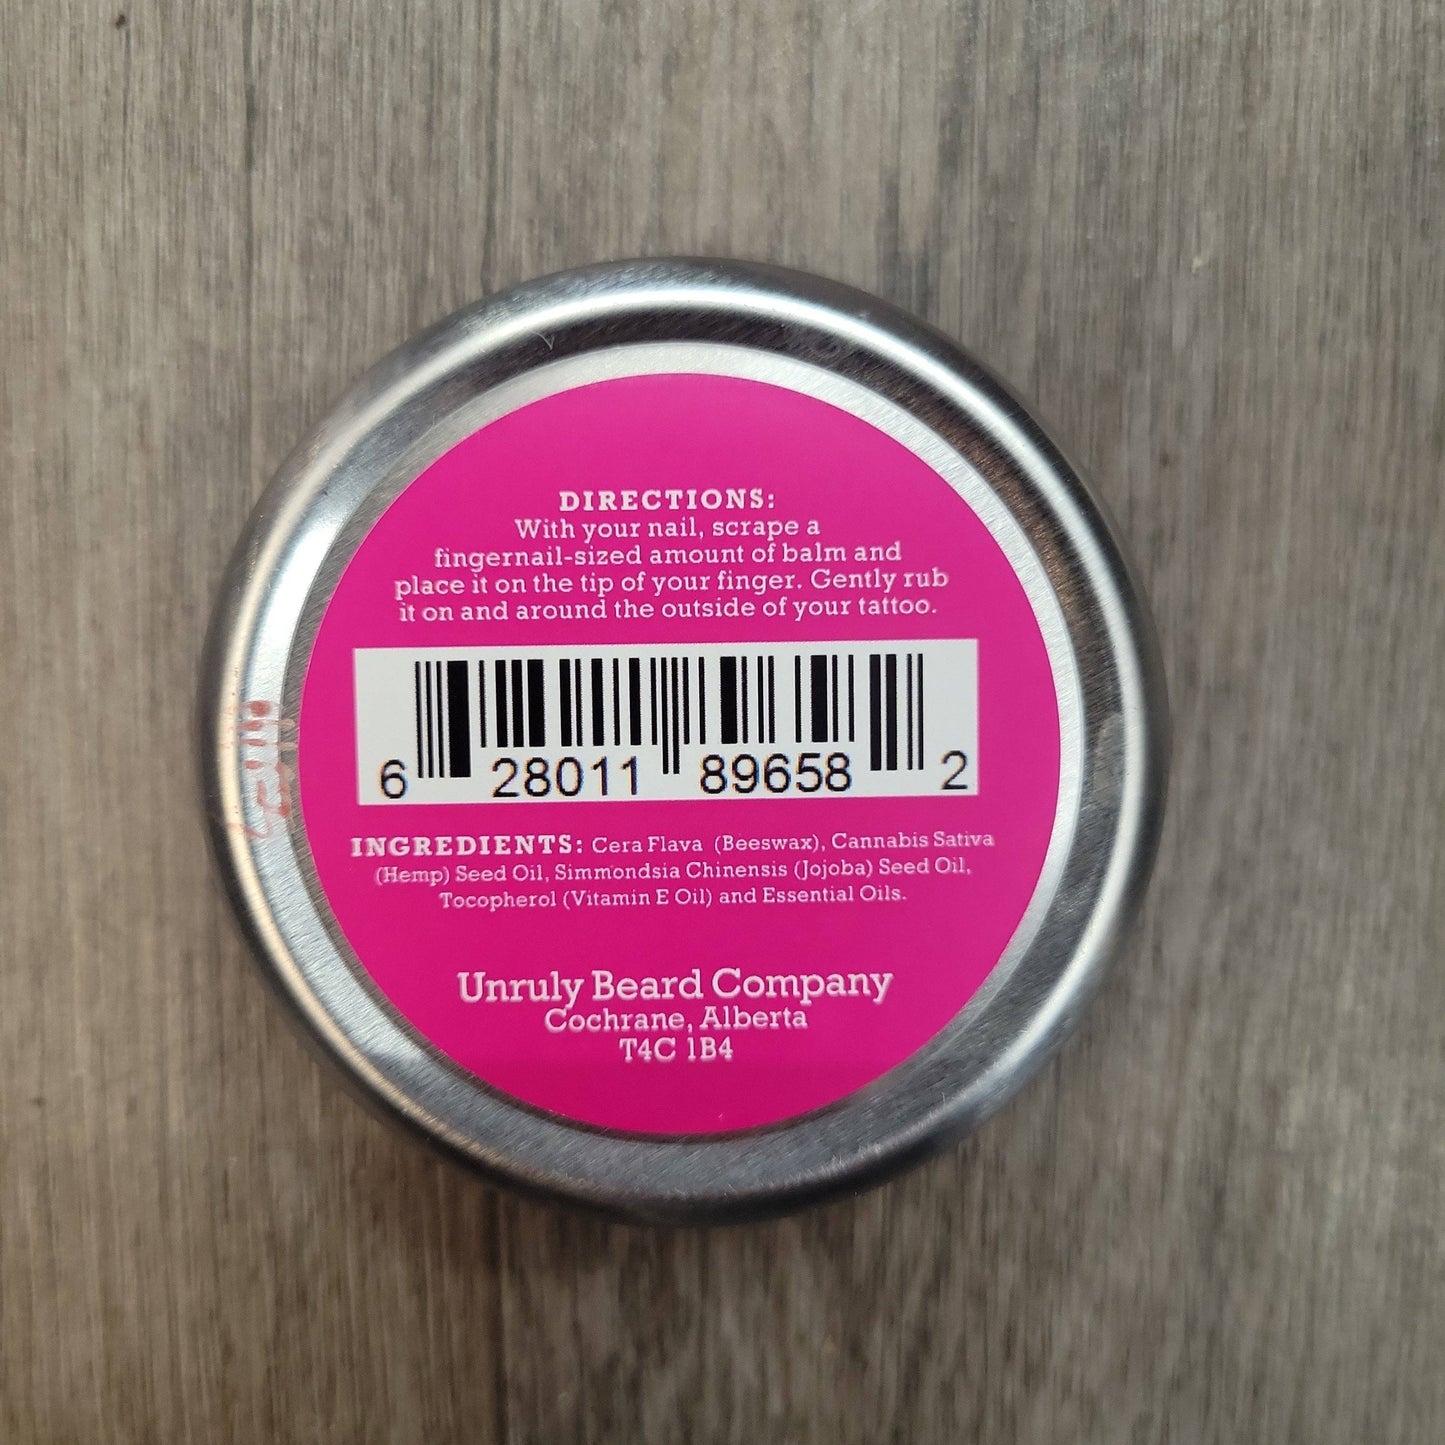 DIRECTIONS:
With your nail, scrape a
fingernail-sized amount of balm and
place it on the tip of your finger. Gently rub
it on and around the outside of your tattoo.
6 28011 89658 2
INGREDIENTS: Cera Flava (Beeswax), Cannabis Sativa
(Hemp) Seed Oil, Simmondsia Chinensis (Jojoba) Seed Oil,
Tocopherol (Vitamin E Oil) and Essential Oils.
Unruly Beard Company
Cochrane, Alberta
T4C 1B4